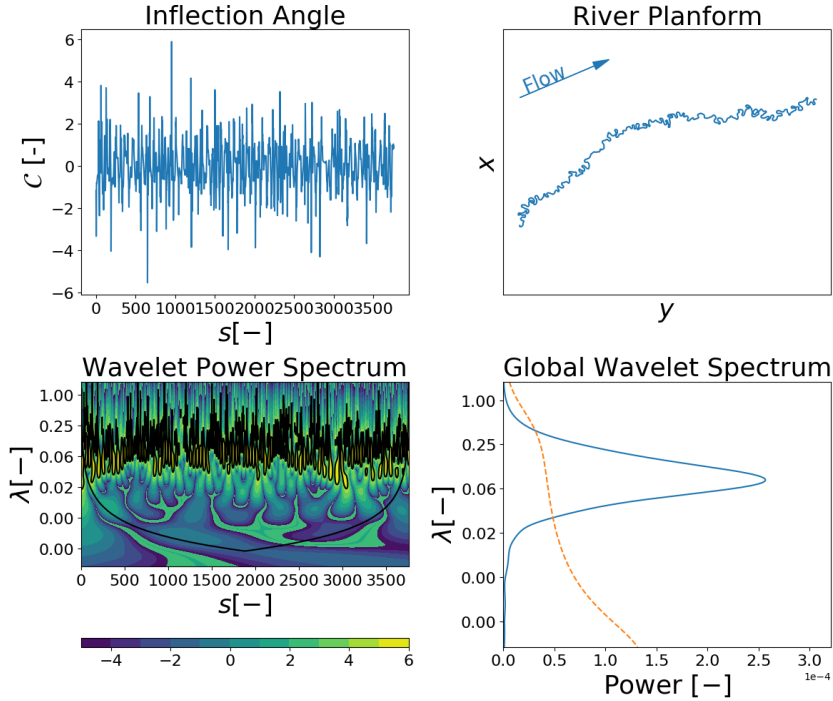 Inflection Angle
6
4
2
0
−2
−4
−6
C [-]
0 500 1000 1500 2000 2500 3000 3500
s[−]
River Planform
Flow
x
y
Wavelet Power Spectrum
1.00
0.25
0.06
0.02
0.00
0.00
λ[−]
0 500 1000 1500 2000 2500 3000 3500
s[−]
−4 −2 0 2 4 6
Global Wavelet Spectrum
1.00
0.25
0.06
0.02
0.00
0.00
λ[−]
0.0 0.5 1.0 1.5 2.0 2.5 3.0
1e−4
Power [−]